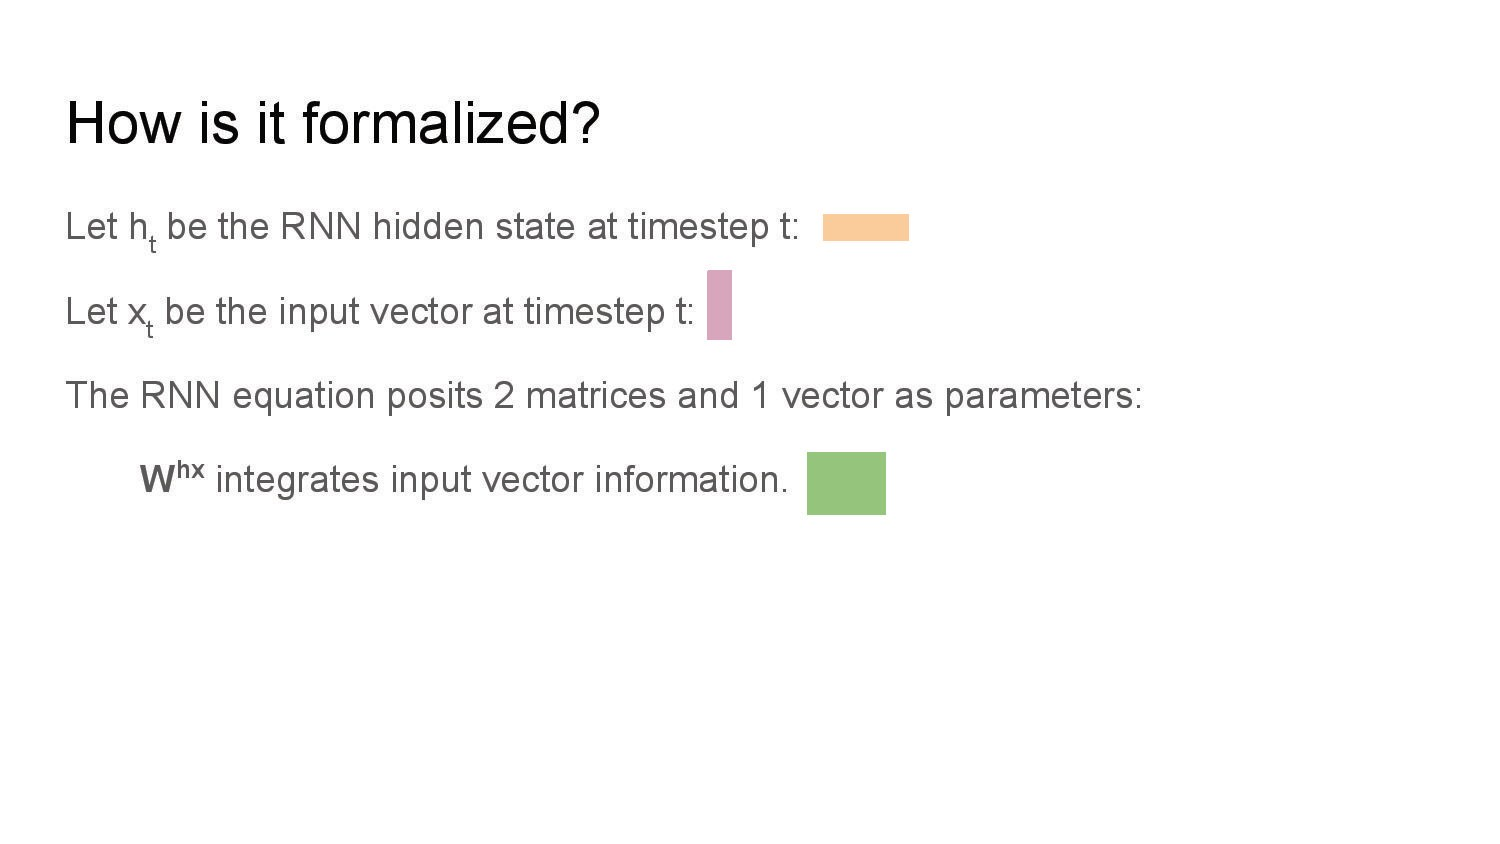 How is it formalized?
Let hₜ be the RNN hidden state at timestep t:
Let xₜ be the input vector at timestep t:
The RNN equation posits 2 matrices and 1 vector as parameters:
Wʰˣ integrates input vector information.